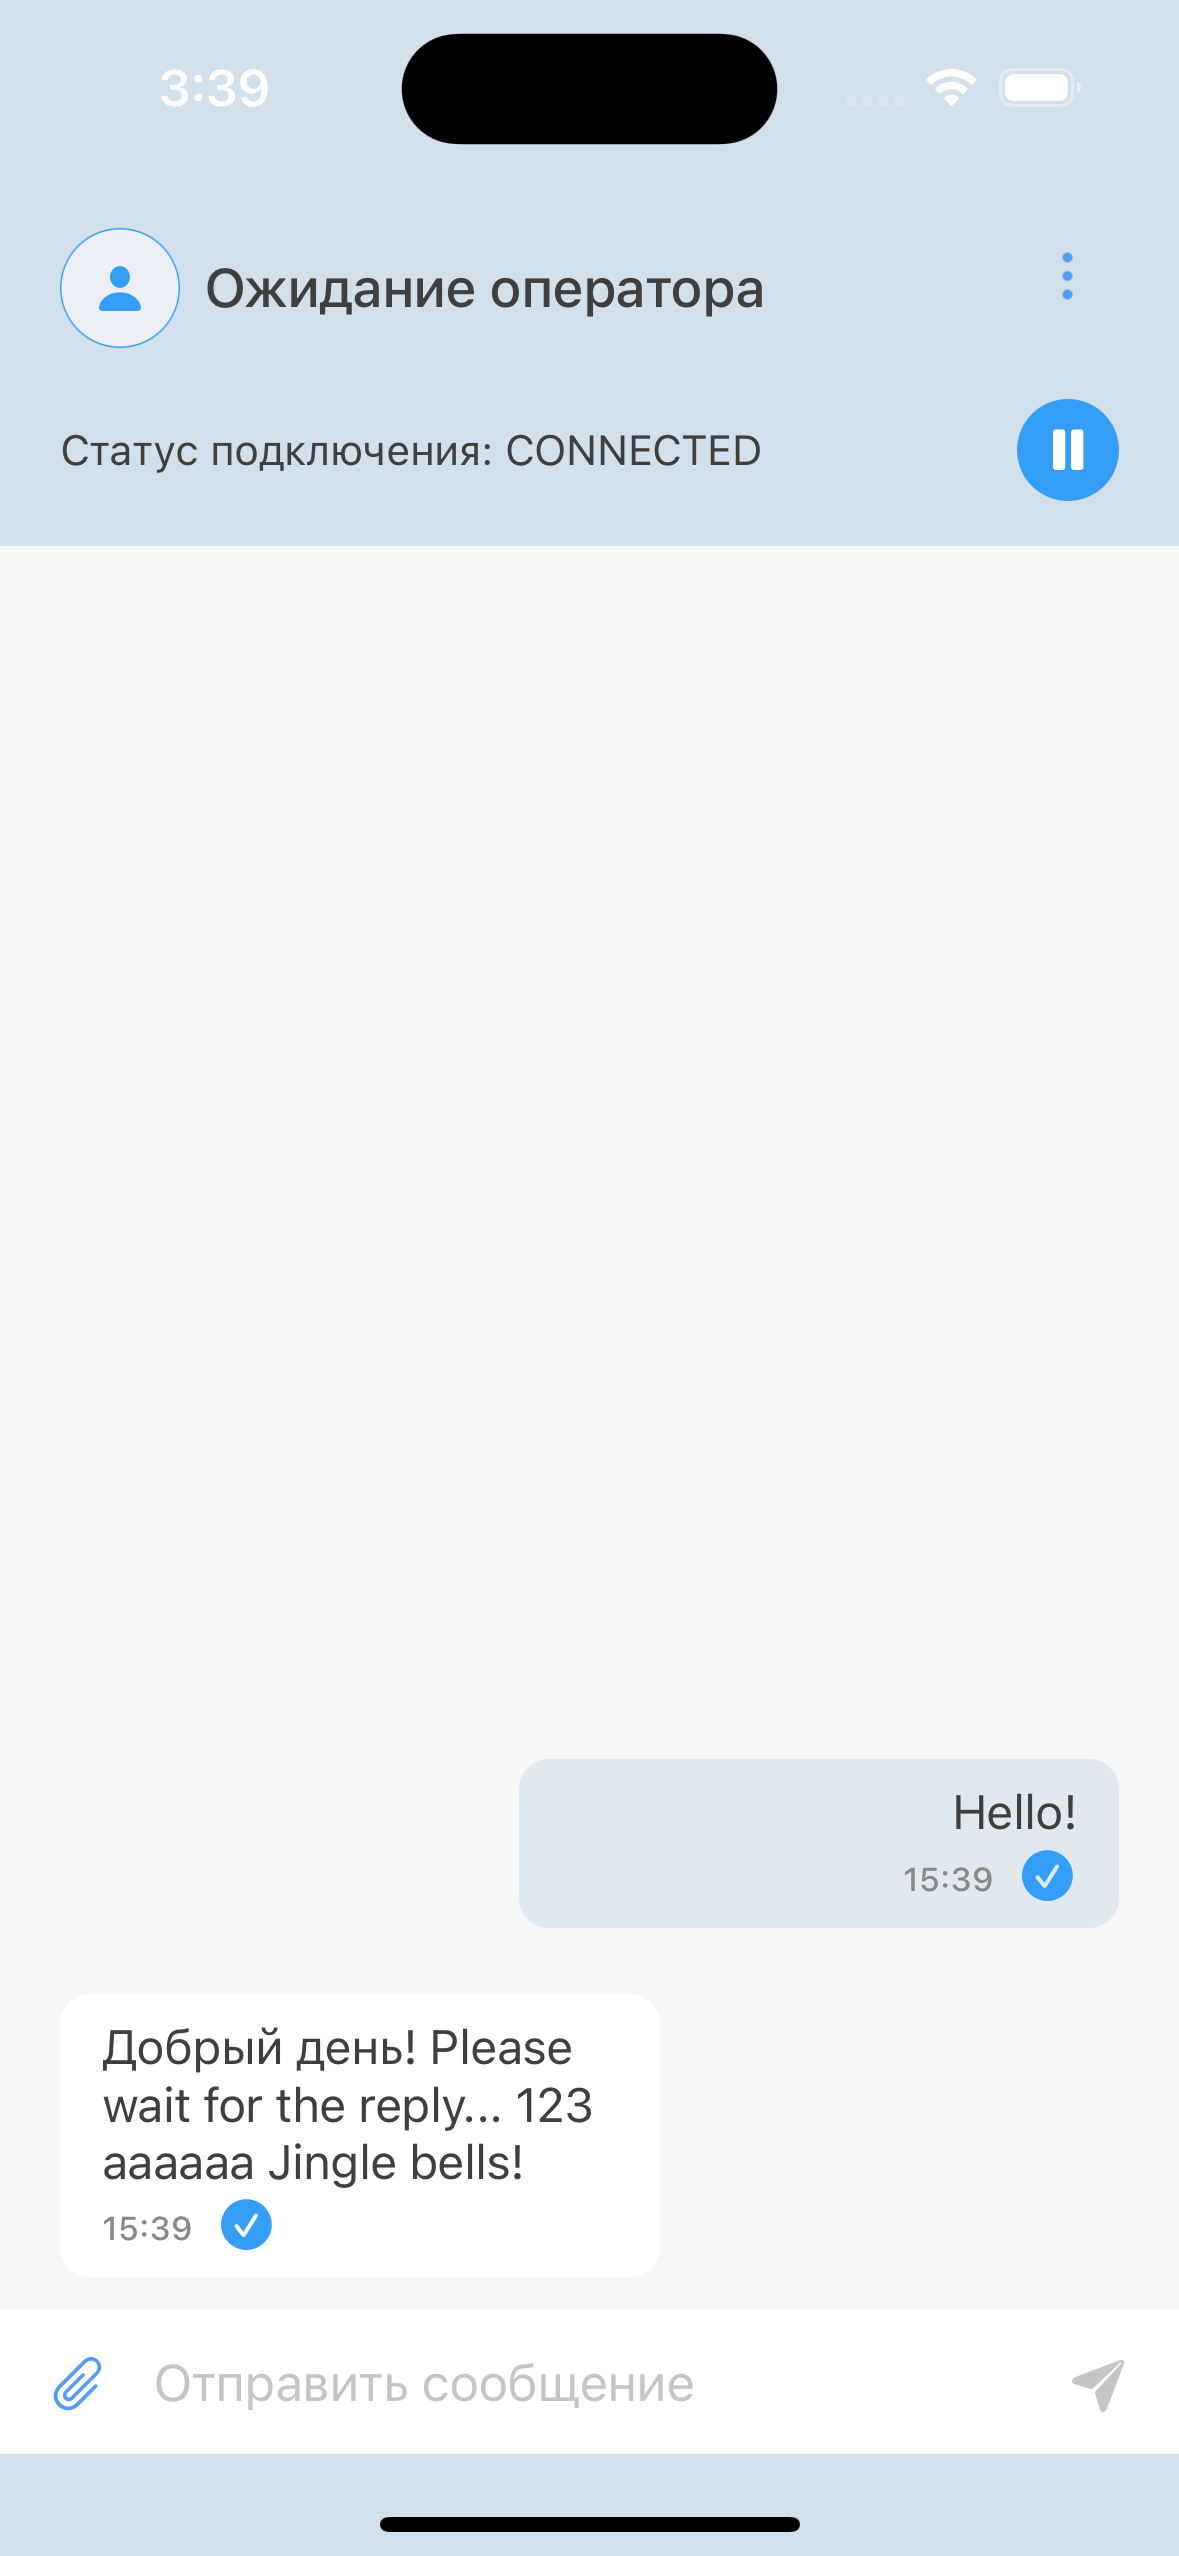 3:39
Ожидание оператора
Статус подключения: CONNECTED
Hello!
15:39
Добрый день! Please
wait for the reply... 123
aaaaaa Jingle bells!
15:39
Отправить сообщение